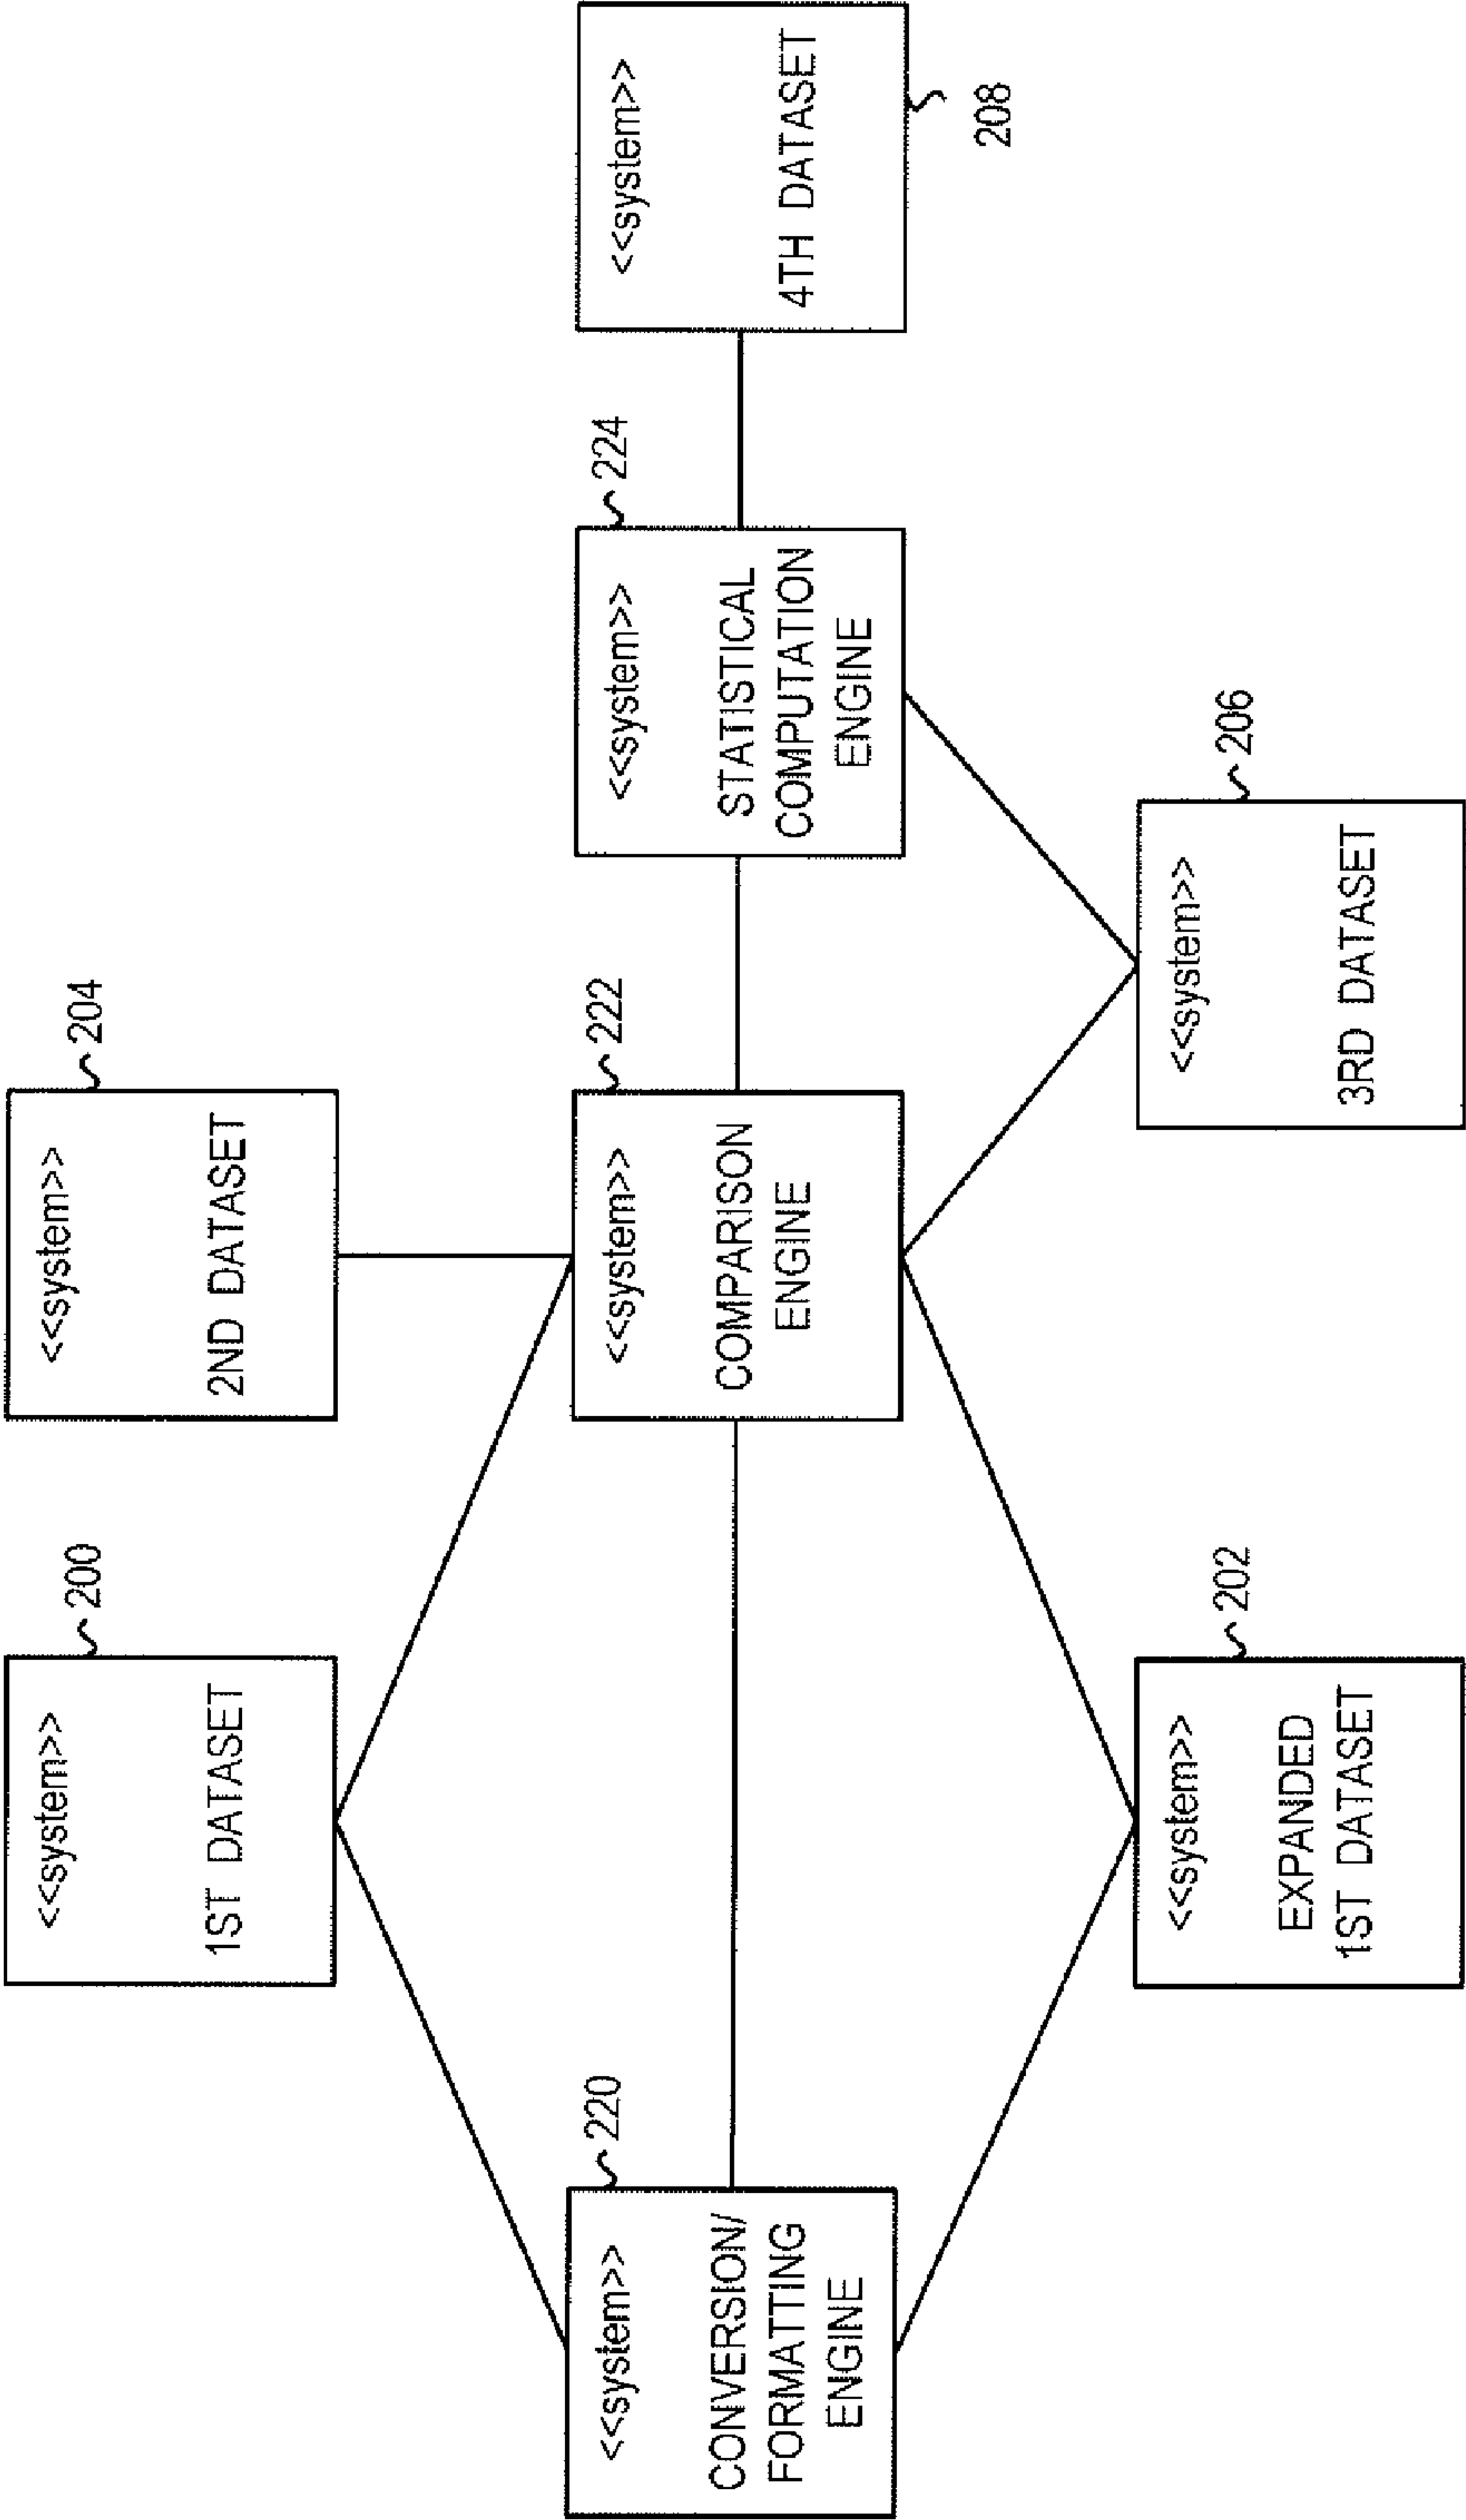 <<system>>
1ST DATASET
200
<<system>>
2ND DATASET
204
<<system>>
CONVERSION/
FORMATTING
ENGINE
220
<<system>>
COMPARISON
ENGINE
222
<<system>>
STATISTICAL
COMPUTATION
ENGINE
224
<<system>>
4TH DATASET
208
<<system>>
EXPANDED
1ST DATASET
202
<<system>>
3RD DATASET
206